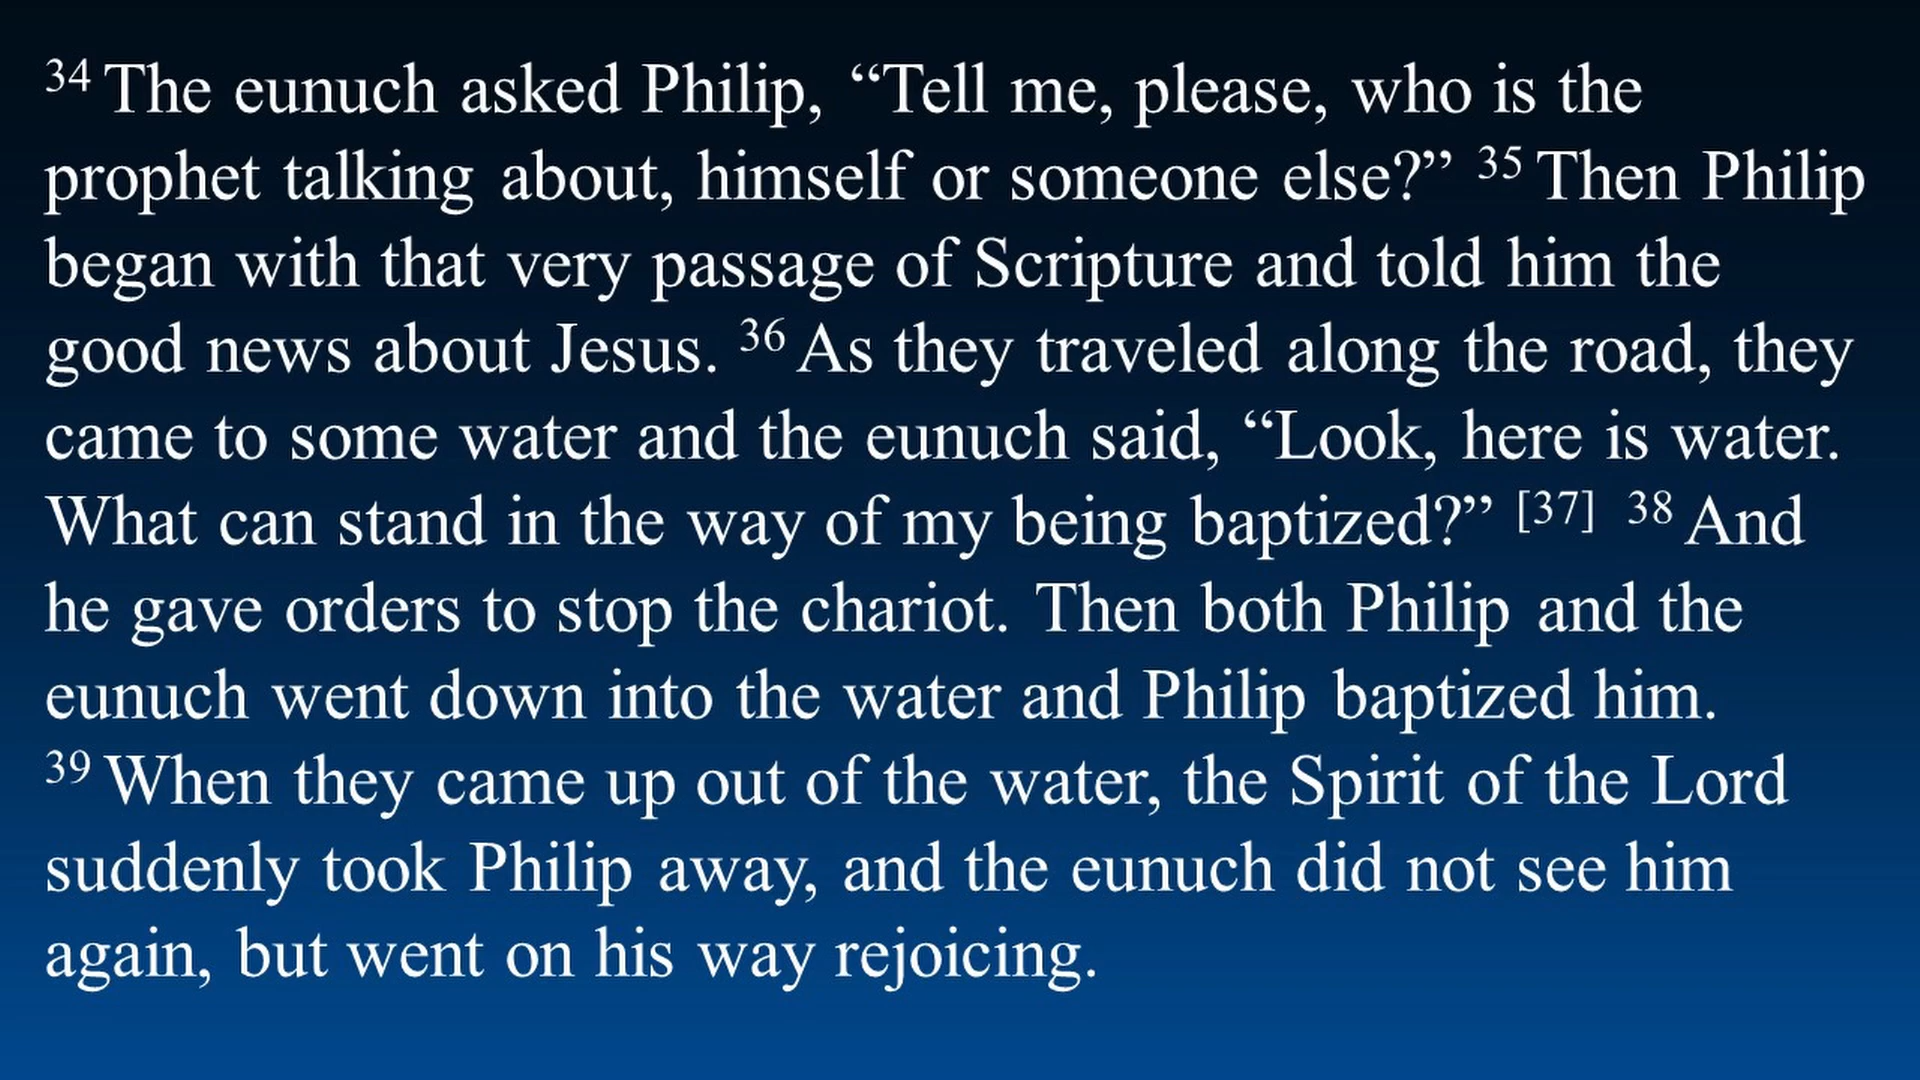 34 The eunuch asked Philip, “Tell me, please, who is the
prophet talking about, himself or someone else?” 35 Then Philip
began with that very passage of Scripture and told him the
good news about Jesus. 36 As they traveled along the road, they
came to some water and the eunuch said, “Look, here is water.
What can stand in the way of my being baptized?” [37] 38 And
he gave orders to stop the chariot. Then both Philip and the
eunuch went down into the water and Philip baptized him.
39 When they came up out of the water, the Spirit of the Lord
suddenly took Philip away, and the eunuch did not see him
again, but went on his way rejoicing.